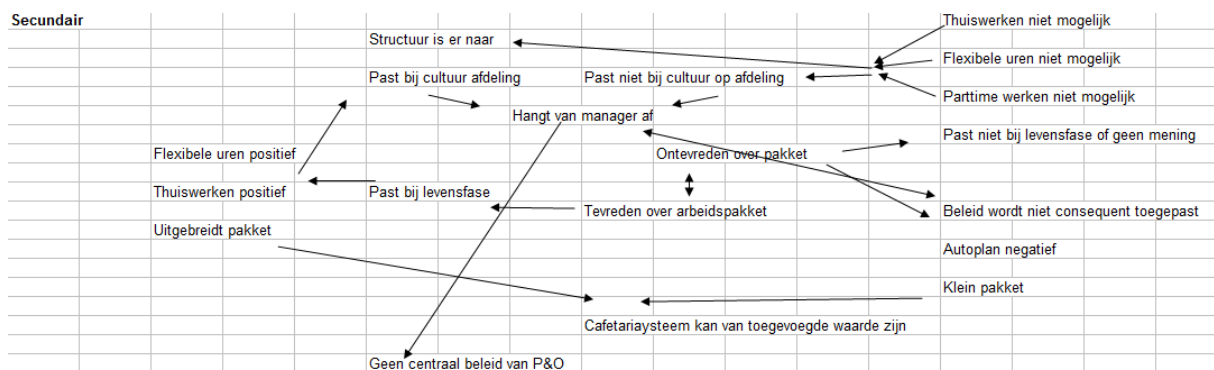 Secundair
Thuiswerken niet mogelijk
Structuur is er naar
Flexibele uren niet mogelijk
Past bij cultuur afdeling
Past niet bij cultuur op afdeling
Parttime werken niet mogelijk
Hangt van manager af
Past niet bij levensfase of geen mening
Flexibele uren positief
Ontevreden over pakket
Thuiswerken positief
Past bij levensfase
Tevreden over arbeidspakket
Beleid wordt niet consequent toegepast
Uitgebreidt pakket
Autoplan negatief
Klein pakket
Cafetariaysteem kan van toegevoegde waarde zijn
Geen centraal beleid van P&O